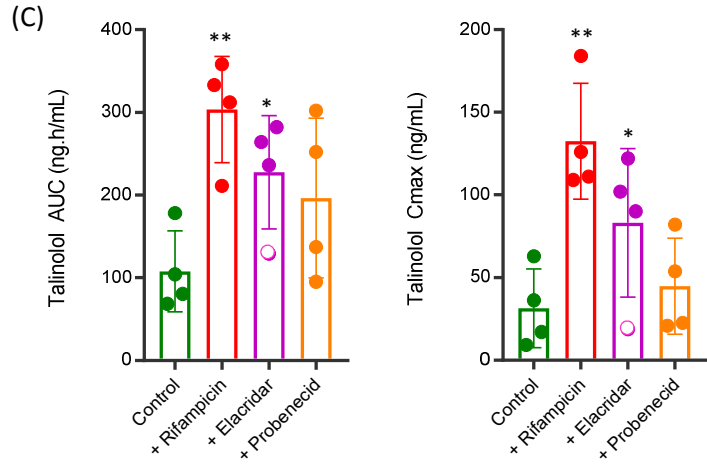 (C)
Talinolol AUC (ng.h/mL)
400
300
200
100
0
**
*
Control
+ Rifampicin
+ Elacridar
+ Probenecid
Talinolol Cmax (ng/mL)
200
150
100
50
0
**
*
Control
+ Rifampicin
+ Elacridar
+ Probenecid